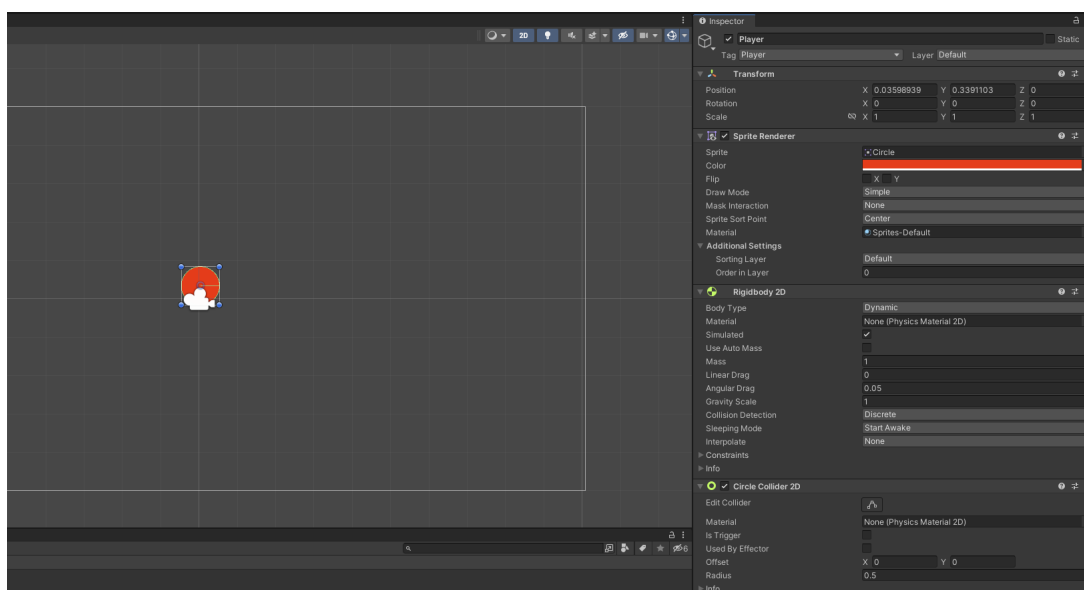 Inspector
Player Static
Tag Player Layer Default
2D
Transform
Position X 0.03598939 Y 0.3391103 Z 0
Rotation X 0 Y 0 Z 0
Scale X 1 Y 1 Z 1
Sprite Renderer
Sprite Circle
Color
Flip X Y
Draw Mode Simple
Mask Interaction None
Sprite Sort Point Center
Material Sprites-Default
Additional Settings
Sorting Layer Default
Order in Layer 0
Rigidbody 2D
Body Type Dynamic
Material None (Physics Material 2D)
Simulated
Use Auto Mass
Mass 1
Linear Drag 0
Angular Drag 0.05
Gravity Scale 1
Collision Detection Discrete
Sleeping Mode Start Awake
Interpolate None
Constraints
Info
Circle Collider 2D
Edit Collider
Material None (Physics Material 2D)
Is Trigger
Used By Effector
Offset X 0 Y 0
Radius 0.5
Info
6